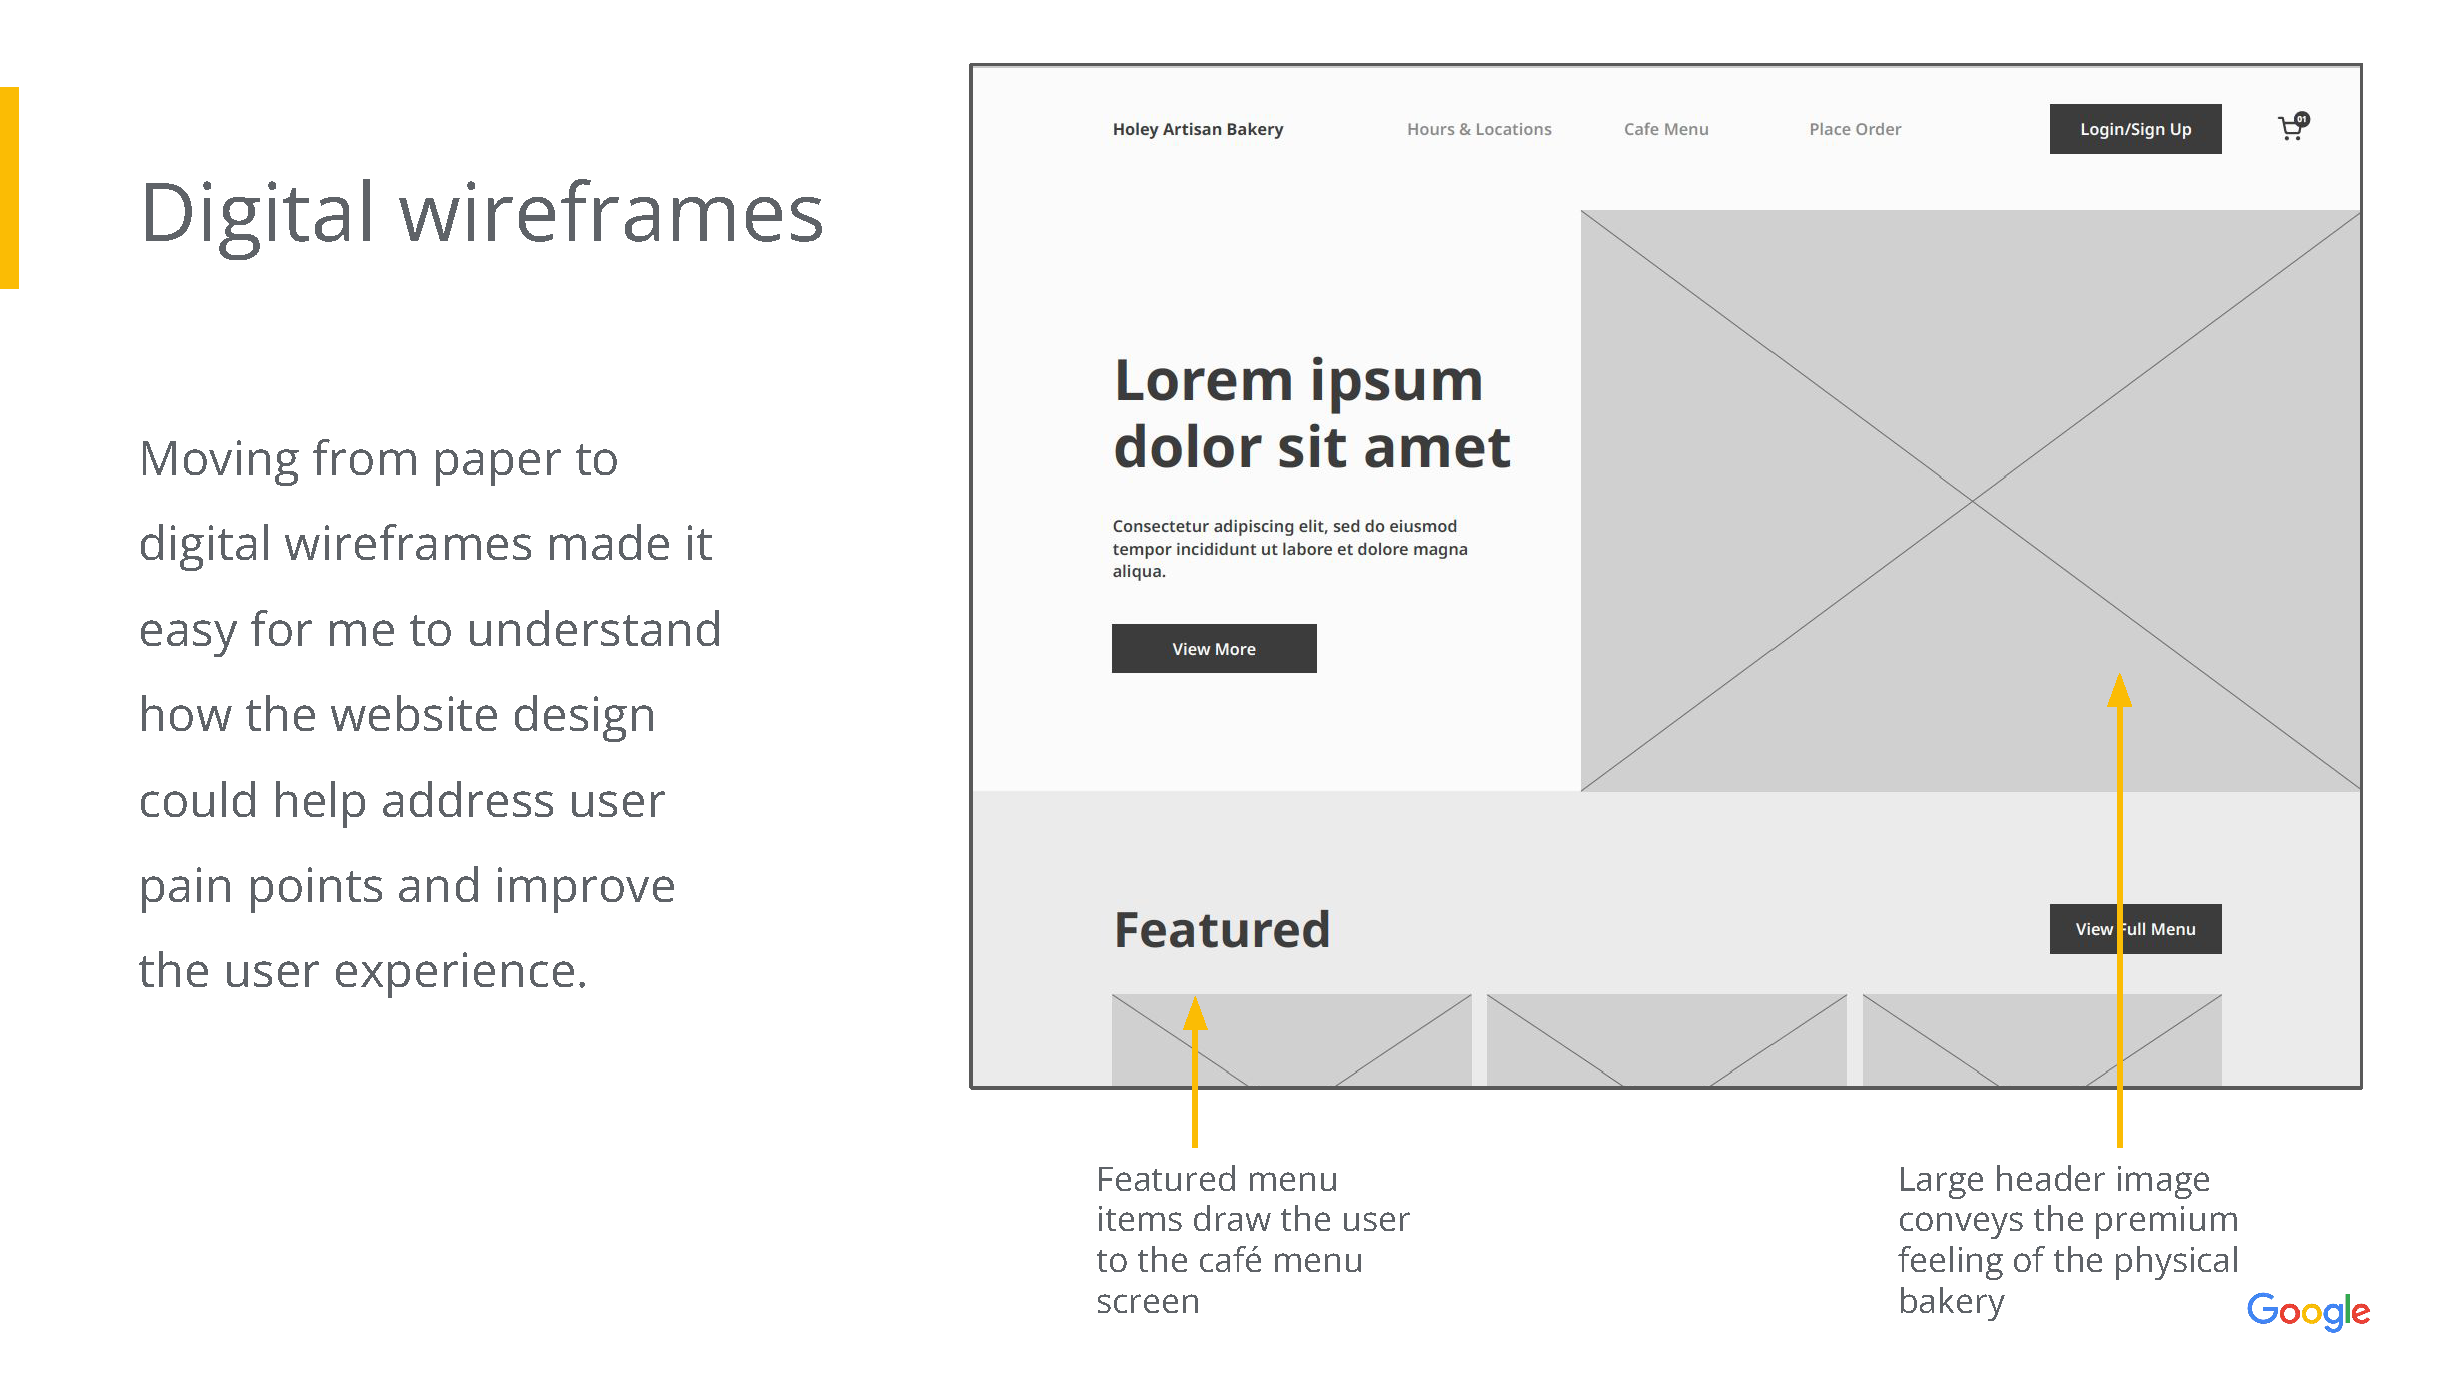 Digital wireframes
Moving from paper to
digital wireframes made it
easy for me to understand
how the website design
could help address user
pain points and improve
the user experience.
Holey Artisan Bakery
Hours & Locations
Cafe Menu
Place Order
Login/Sign Up
01
Lorem ipsum
dolor sit amet
Consectetur adipiscing elit, sed do eiusmod
tempor incididunt ut labore et dolore magna
aliqua.
View More
Featured
View Full Menu
Featured menu
items draw the user
to the café menu
screen
Large header image
conveys the premium
feeling of the physical
bakery
Google